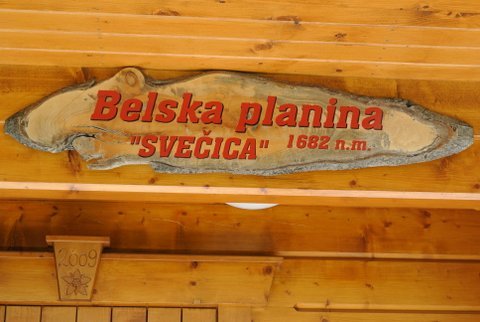 Belska planina
"SVEČICA" 1682 n.m.
2009